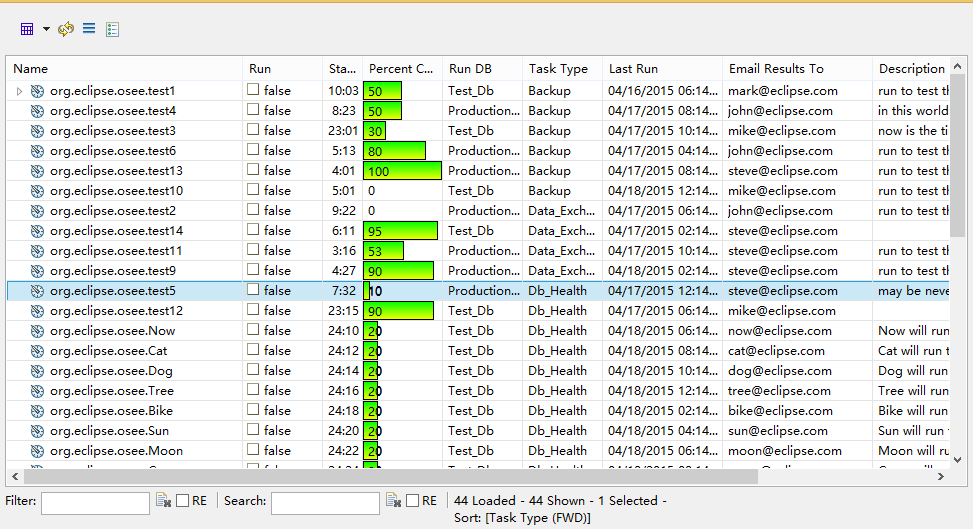 Name Run Sta... Percent C... Run DB Task Type Last Run Email Results To Description
org.eclipse.osee.test1 false 10:03 50 Test_Db Backup 04/16/2015 06:14... mark@eclipse.com run to test th
org.eclipse.osee.test4 false 8:23 50 Production... Backup 04/17/2015 08:14... john@eclipse.com in this world
org.eclipse.osee.test3 false 23:01 30 Test_Db Backup 04/17/2015 10:14... mike@eclipse.com now is the ti
org.eclipse.osee.test6 false 5:13 80 Production... Backup 04/17/2015 04:14... john@eclipse.com run to test th
org.eclipse.osee.test13 false 4:01 100 Production... Backup 04/17/2015 08:14... steve@eclipse.com run to test th
org.eclipse.osee.test10 false 5:01 0 Test_Db Backup 04/18/2015 12:14... mike@eclipse.com
org.eclipse.osee.test2 false 9:22 0 Production... Data_Exch... 04/17/2015 06:14... john@eclipse.com run to test th
org.eclipse.osee.test14 false 6:11 95 Test_Db Data_Exch... 04/17/2015 02:14... steve@eclipse.com
org.eclipse.osee.test11 false 3:16 53 Production... Data_Exch... 04/17/2015 10:14... steve@eclipse.com run to test th
org.eclipse.osee.test9 false 4:27 90 Production... Data_Exch... 04/18/2015 02:14... steve@eclipse.com run to test th
org.eclipse.osee.test5 false 7:32 10 Production... Db_Health 04/17/2015 12:14... steve@eclipse.com may be neve
org.eclipse.osee.test12 false 23:15 90 Test_Db Db_Health 04/17/2015 06:14... mike@eclipse.com
org.eclipse.osee.Now false 24:10 20 Test_Db Db_Health 04/18/2015 06:14... now@eclipse.com Now will run
org.eclipse.osee.Cat false 24:12 20 Test_Db Db_Health 04/18/2015 08:14... cat@eclipse.com Cat will run t
org.eclipse.osee.Dog false 24:14 20 Test_Db Db_Health 04/18/2015 10:14... dog@eclipse.com Dog will run
org.eclipse.osee.Tree false 24:16 20 Test_Db Db_Health 04/18/2015 12:14... tree@eclipse.com Tree will run
org.eclipse.osee.Bike false 24:18 20 Test_Db Db_Health 04/18/2015 02:14... bike@eclipse.com Bike will run
org.eclipse.osee.Sun false 24:20 20 Test_Db Db_Health 04/18/2015 04:14... sun@eclipse.com Sun will run t
org.eclipse.osee.Moon false 24:22 20 Test_Db Db_Health 04/18/2015 06:14... moon@eclipse.com Moon will ru
Filter: RE Search: RE 44 Loaded - 44 Shown - 1 Selected -
Sort: [Task Type (FWD)]